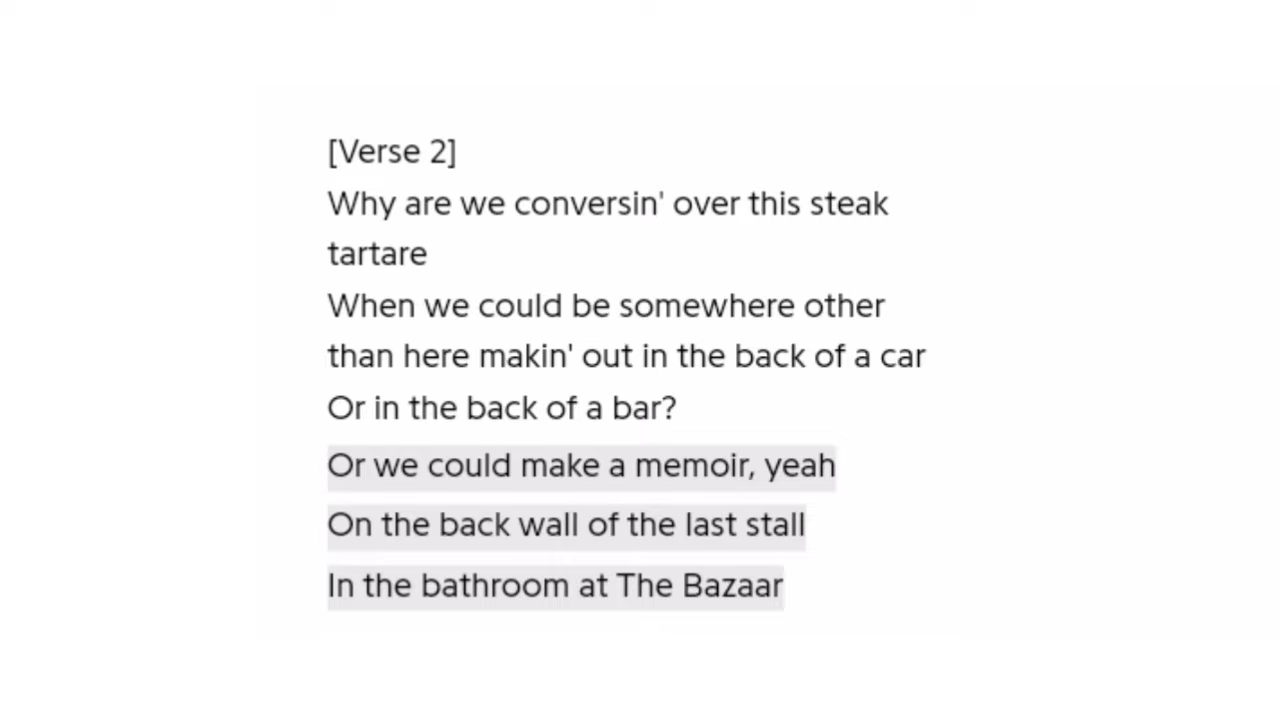 [Verse 2]
Why are we conversin' over this steak
tartare
When we could be somewhere other
than here makin' out in the back of a car
Or in the back of a bar?
Or we could make a memoir, yeah
On the back wall of the last stall
In the bathroom at The Bazaar